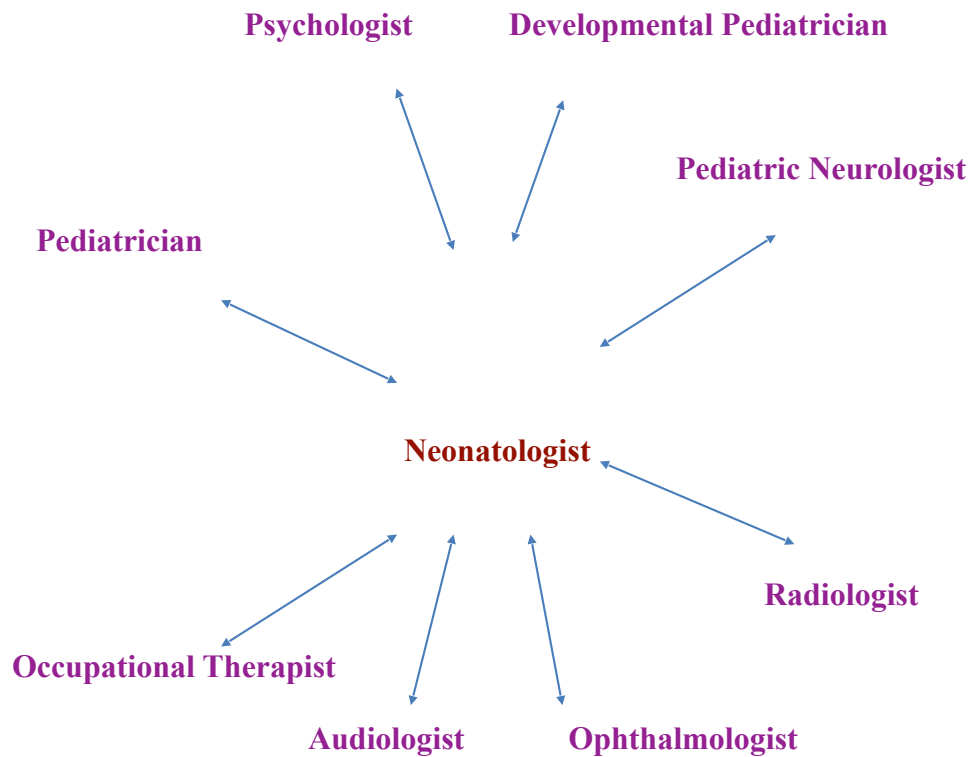 Psychologist
Developmental Pediatrician
Pediatric Neurologist
Pediatrician
Neonatologist
Radiologist
Occupational Therapist
Audiologist
Ophthalmologist